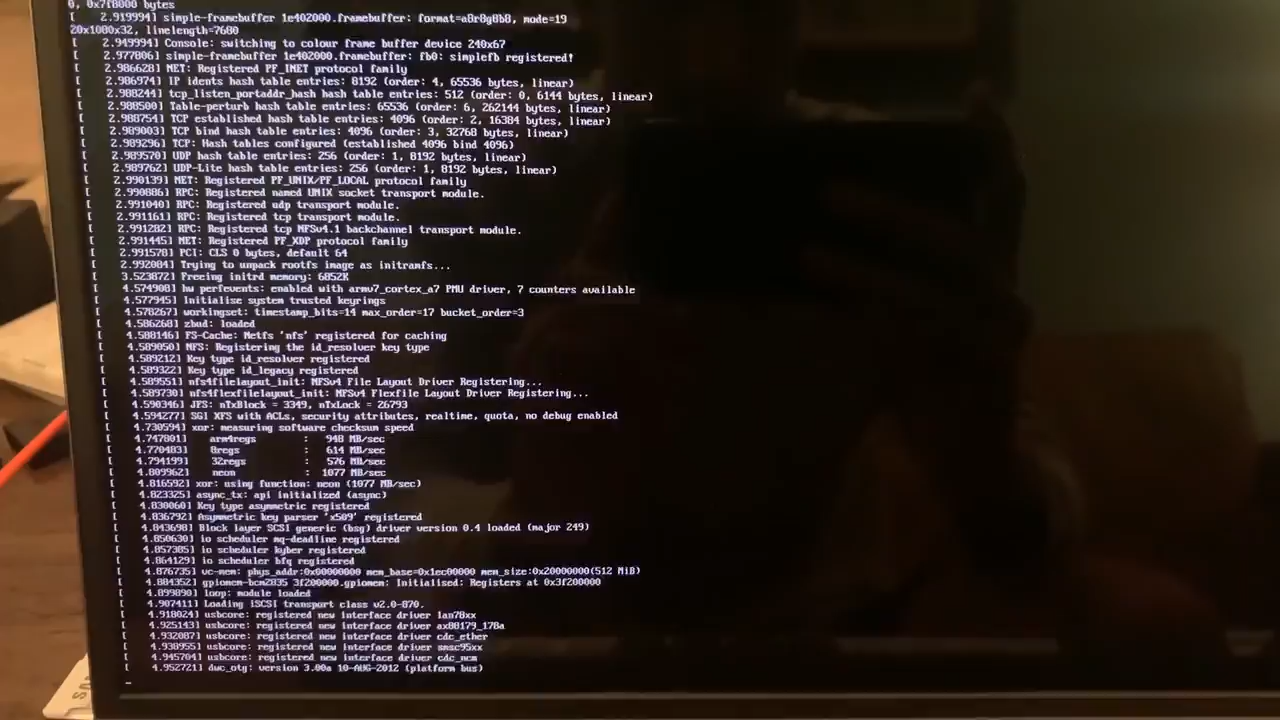 0, 0x7f8000 bytes
[    2.919994] simple-framebuffer 1e402000.framebuffer: format=a8r8g8b8, mode=19
20x1080x32, linelength=7680
[    2.949994] Console: switching to colour frame buffer device 240x67
[    2.977806] simple-framebuffer 1e402000.framebuffer: fb0: simplefb registered!
[    2.986628] NET: Registered PF_INET protocol family
[    2.986974] IP idents hash table entries: 8192 (order: 4, 65536 bytes, linear)
[    2.988244] tcp_listen_portaddr_hash hash table entries: 512 (order: 0, 6144 bytes, linear)
[    2.988500] Table-perturb hash table entries: 65536 (order: 6, 262144 bytes, linear)
[    2.988754] TCP established hash table entries: 4096 (order: 2, 16384 bytes, linear)
[    2.989003] TCP bind hash table entries: 4096 (order: 3, 32768 bytes, linear)
[    2.989296] TCP: Hash tables configured (established 4096 bind 4096)
[    2.989570] UDP hash table entries: 256 (order: 1, 8192 bytes, linear)
[    2.989762] UDP-Lite hash table entries: 256 (order: 1, 8192 bytes, linear)
[    2.990139] NET: Registered PF_UNIX/PF_LOCAL protocol family
[    2.990886] RPC: Registered named UNIX socket transport module.
[    2.991040] RPC: Registered udp transport module.
[    2.991161] RPC: Registered tcp transport module.
[    2.991282] RPC: Registered tcp NFSv4.1 backchannel transport module.
[    2.991445] NET: Registered PF_XDP protocol family
[    2.991578] PCI: CLS 0 bytes, default 64
[    2.992084] Trying to unpack rootfs image as initramfs...
[    3.523872] Freeing initrd memory: 6852K
[    4.574908] hw perfevents: enabled with armv7_cortex_a7 PMU driver, 7 counters available
[    4.577945] Initialise system trusted keyrings
[    4.578267] workingset: timestamp_bits=14 max_order=17 bucket_order=3
[    4.586268] zbud: loaded
[    4.588146] FS-Cache: Netfs 'nfs' registered for caching
[    4.589050] NFS: Registering the id_resolver key type
[    4.589212] Key type id_resolver registered
[    4.589322] Key type id_legacy registered
[    4.589551] nfs4filelayout_init: NFSv4 File Layout Driver Registering...
[    4.589730] nfs4flexfilelayout_init: NFSv4 Flexfile Layout Driver Registering...
[    4.590346] JFS: nTxBlock = 3349, nTxLock = 26793
[    4.594277] SGI XFS with ACLs, security attributes, realtime, quota, no debug enabled
[    4.730594] xor: measuring software checksum speed
[    4.747801]    arm4regs        :   948 MB/sec
[    4.770483]    8regs           :   614 MB/sec
[    4.794199]    32regs          :   576 MB/sec
[    4.809962]    neon            :  1077 MB/sec
[    4.816592] xor: using function: neon (1077 MB/sec)
[    4.823325] async_tx: api initialized (async)
[    4.830060] Key type asymmetric registered
[    4.836792] Asymmetric key parser 'x509' registered
[    4.843698] Block layer SCSI generic (bsg) driver version 0.4 loaded (major 249)
[    4.850630] io scheduler mq-deadline registered
[    4.857385] io scheduler kyber registered
[    4.864129] io scheduler bfq registered
[    4.876735] vc-mem: phys_addr:0x00000000 mem_base=0x1ec00000 mem_size:0x20000000(512 MiB)
[    4.884352] gpiomem-bcm2835 3f200000.gpiomem: Initialised: Registers at 0x3f200000
[    4.899890] loop: module loaded
[    4.907411] Loading iSCSI transport class v2.0-870.
[    4.918024] usbcore: registered new interface driver lan78xx
[    4.925143] usbcore: registered new interface driver ax88179_178a
[    4.932087] usbcore: registered new interface driver cdc_ether
[    4.938955] usbcore: registered new interface driver smsc95xx
[    4.945704] usbcore: registered new interface driver cdc_ncm
[    4.952721] dwc_otg: version 3.00a 10-AUG-2012 (platform bus)